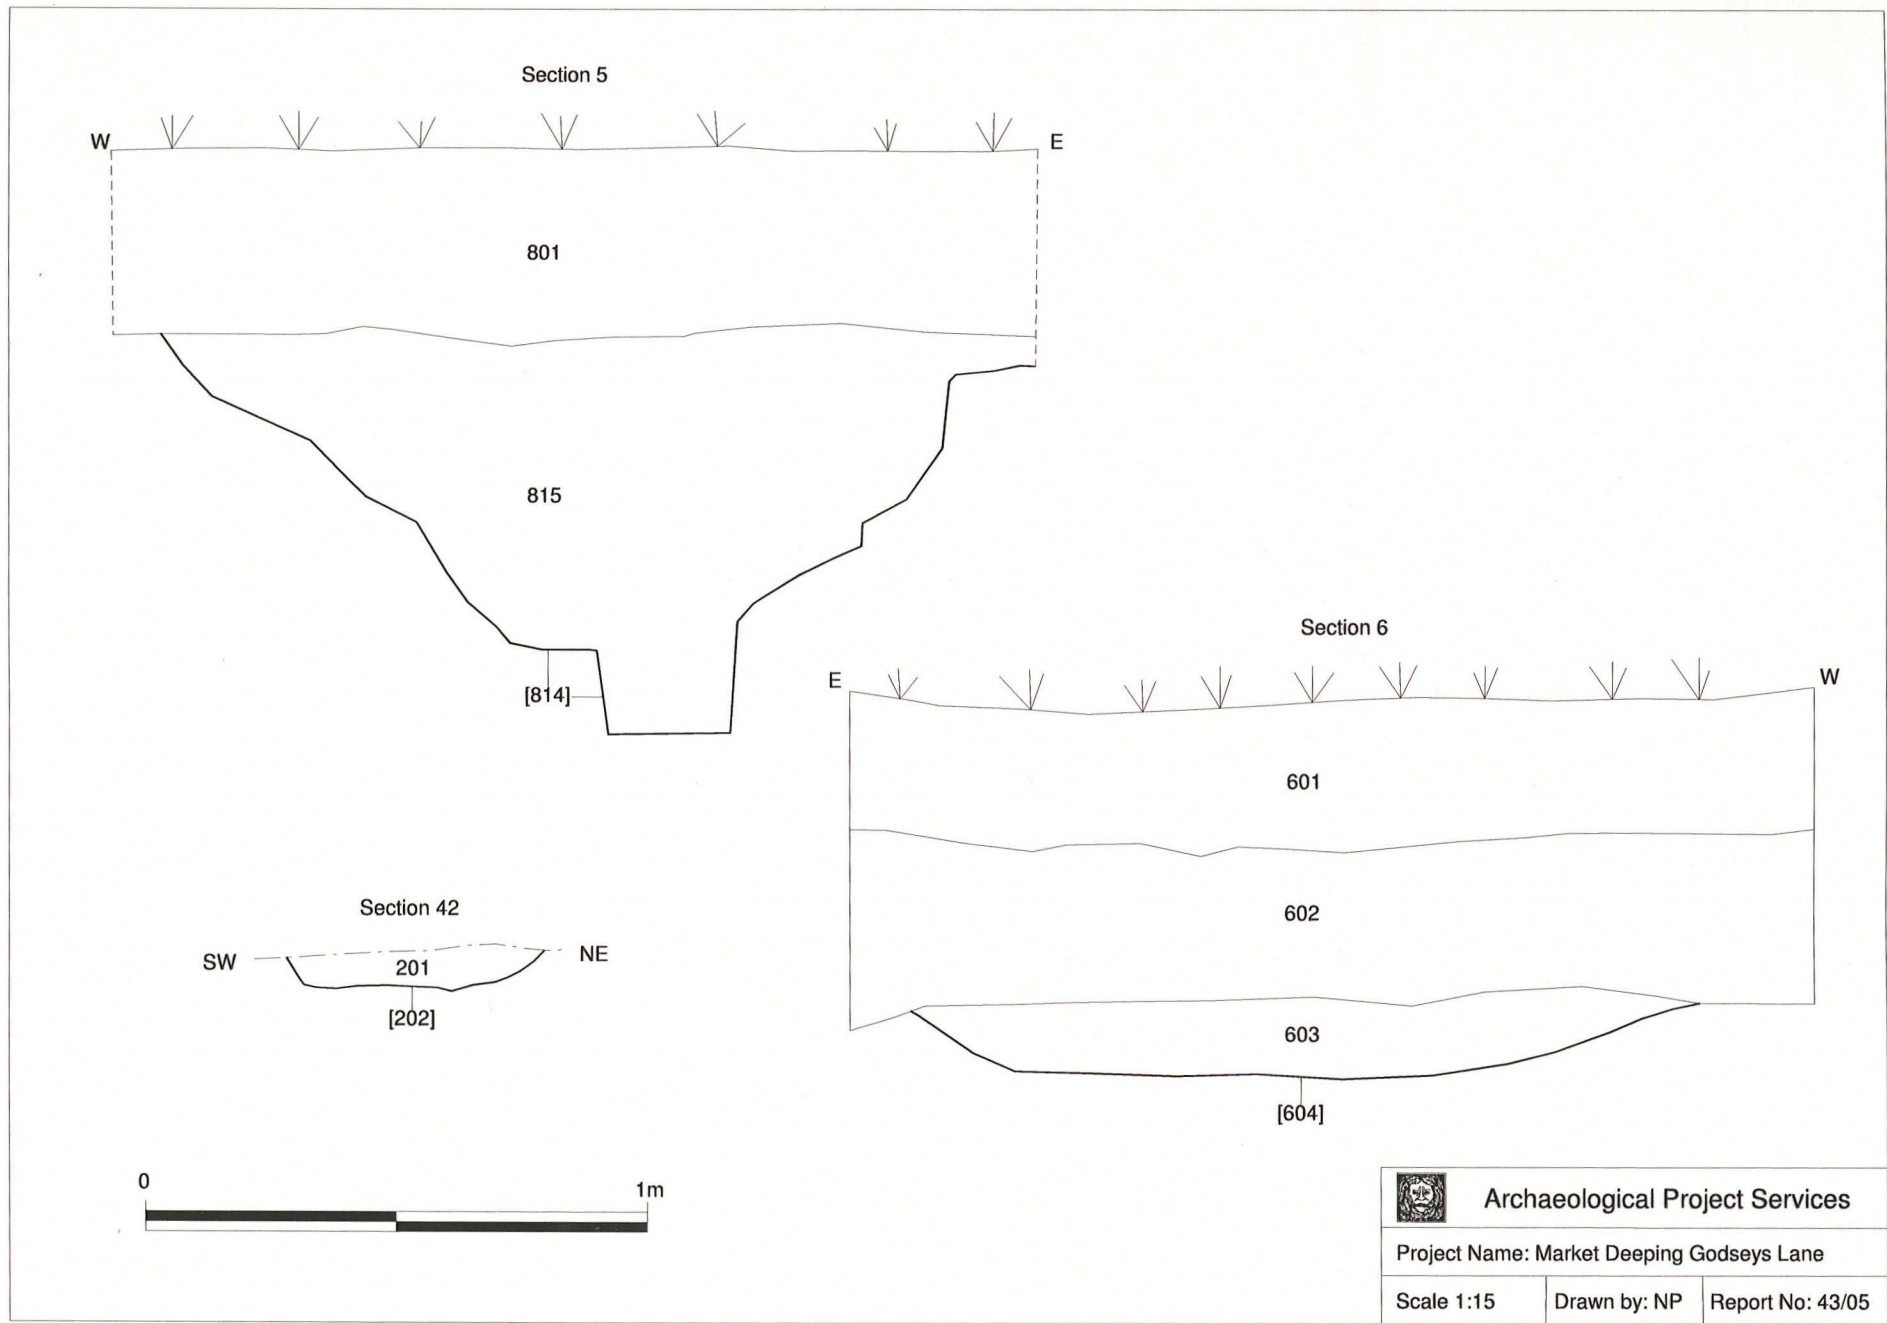 Section 5
W
E
801
815
[814]
Section 6
E
W
601
602
603
[604]
Section 42
SW
NE
201
[202]
0
1m
Archaeological Project Services
Project Name: Market Deeping Godseys Lane
Scale 1:15
Drawn by: NP
Report No: 43/05